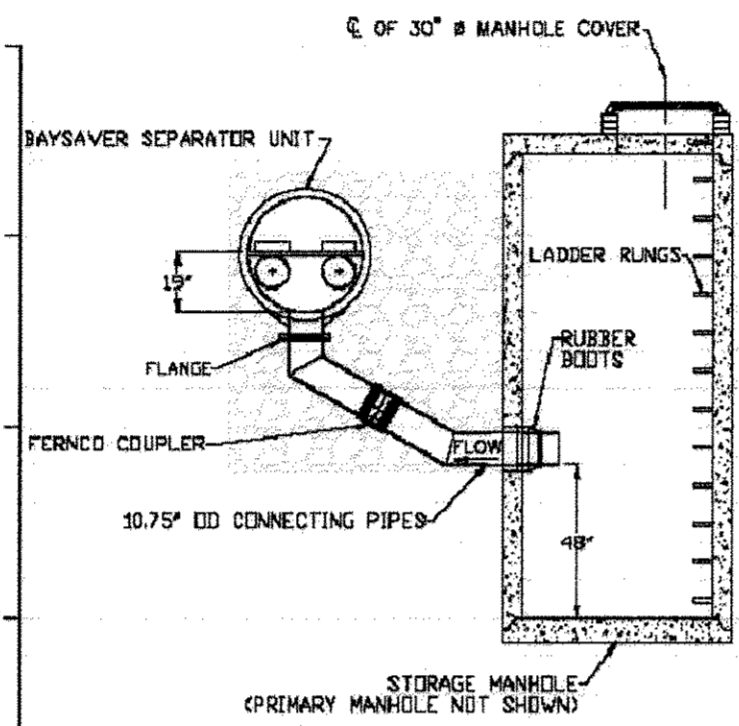 ℄ OF 30" Ø MANHOLE COVER
BAYSAVER SEPARATOR UNIT
19"
LADDER RUNGS
RUBBER
BOOTS
FLANGE
FERNCO COUPLER
FLOW
10.75" OD CONNECTING PIPES
48"
STORAGE MANHOLE
(PRIMARY MANHOLE NOT SHOWN)